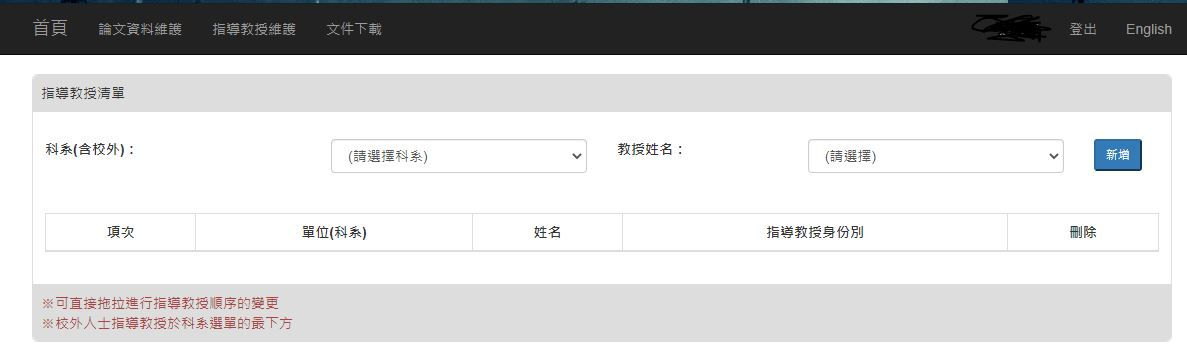 首頁 論文資料維護 指導教授維護 文件下載 登出 English
指導教授清單
科系(含校外)： (請選擇科系) 教授姓名： (請選擇) 新增
項次 單位(科系) 姓名 指導教授身份別 刪除
※可直接拖拉進行指導教授順序的變更
※校外人士指導教授於科系選單的最下方